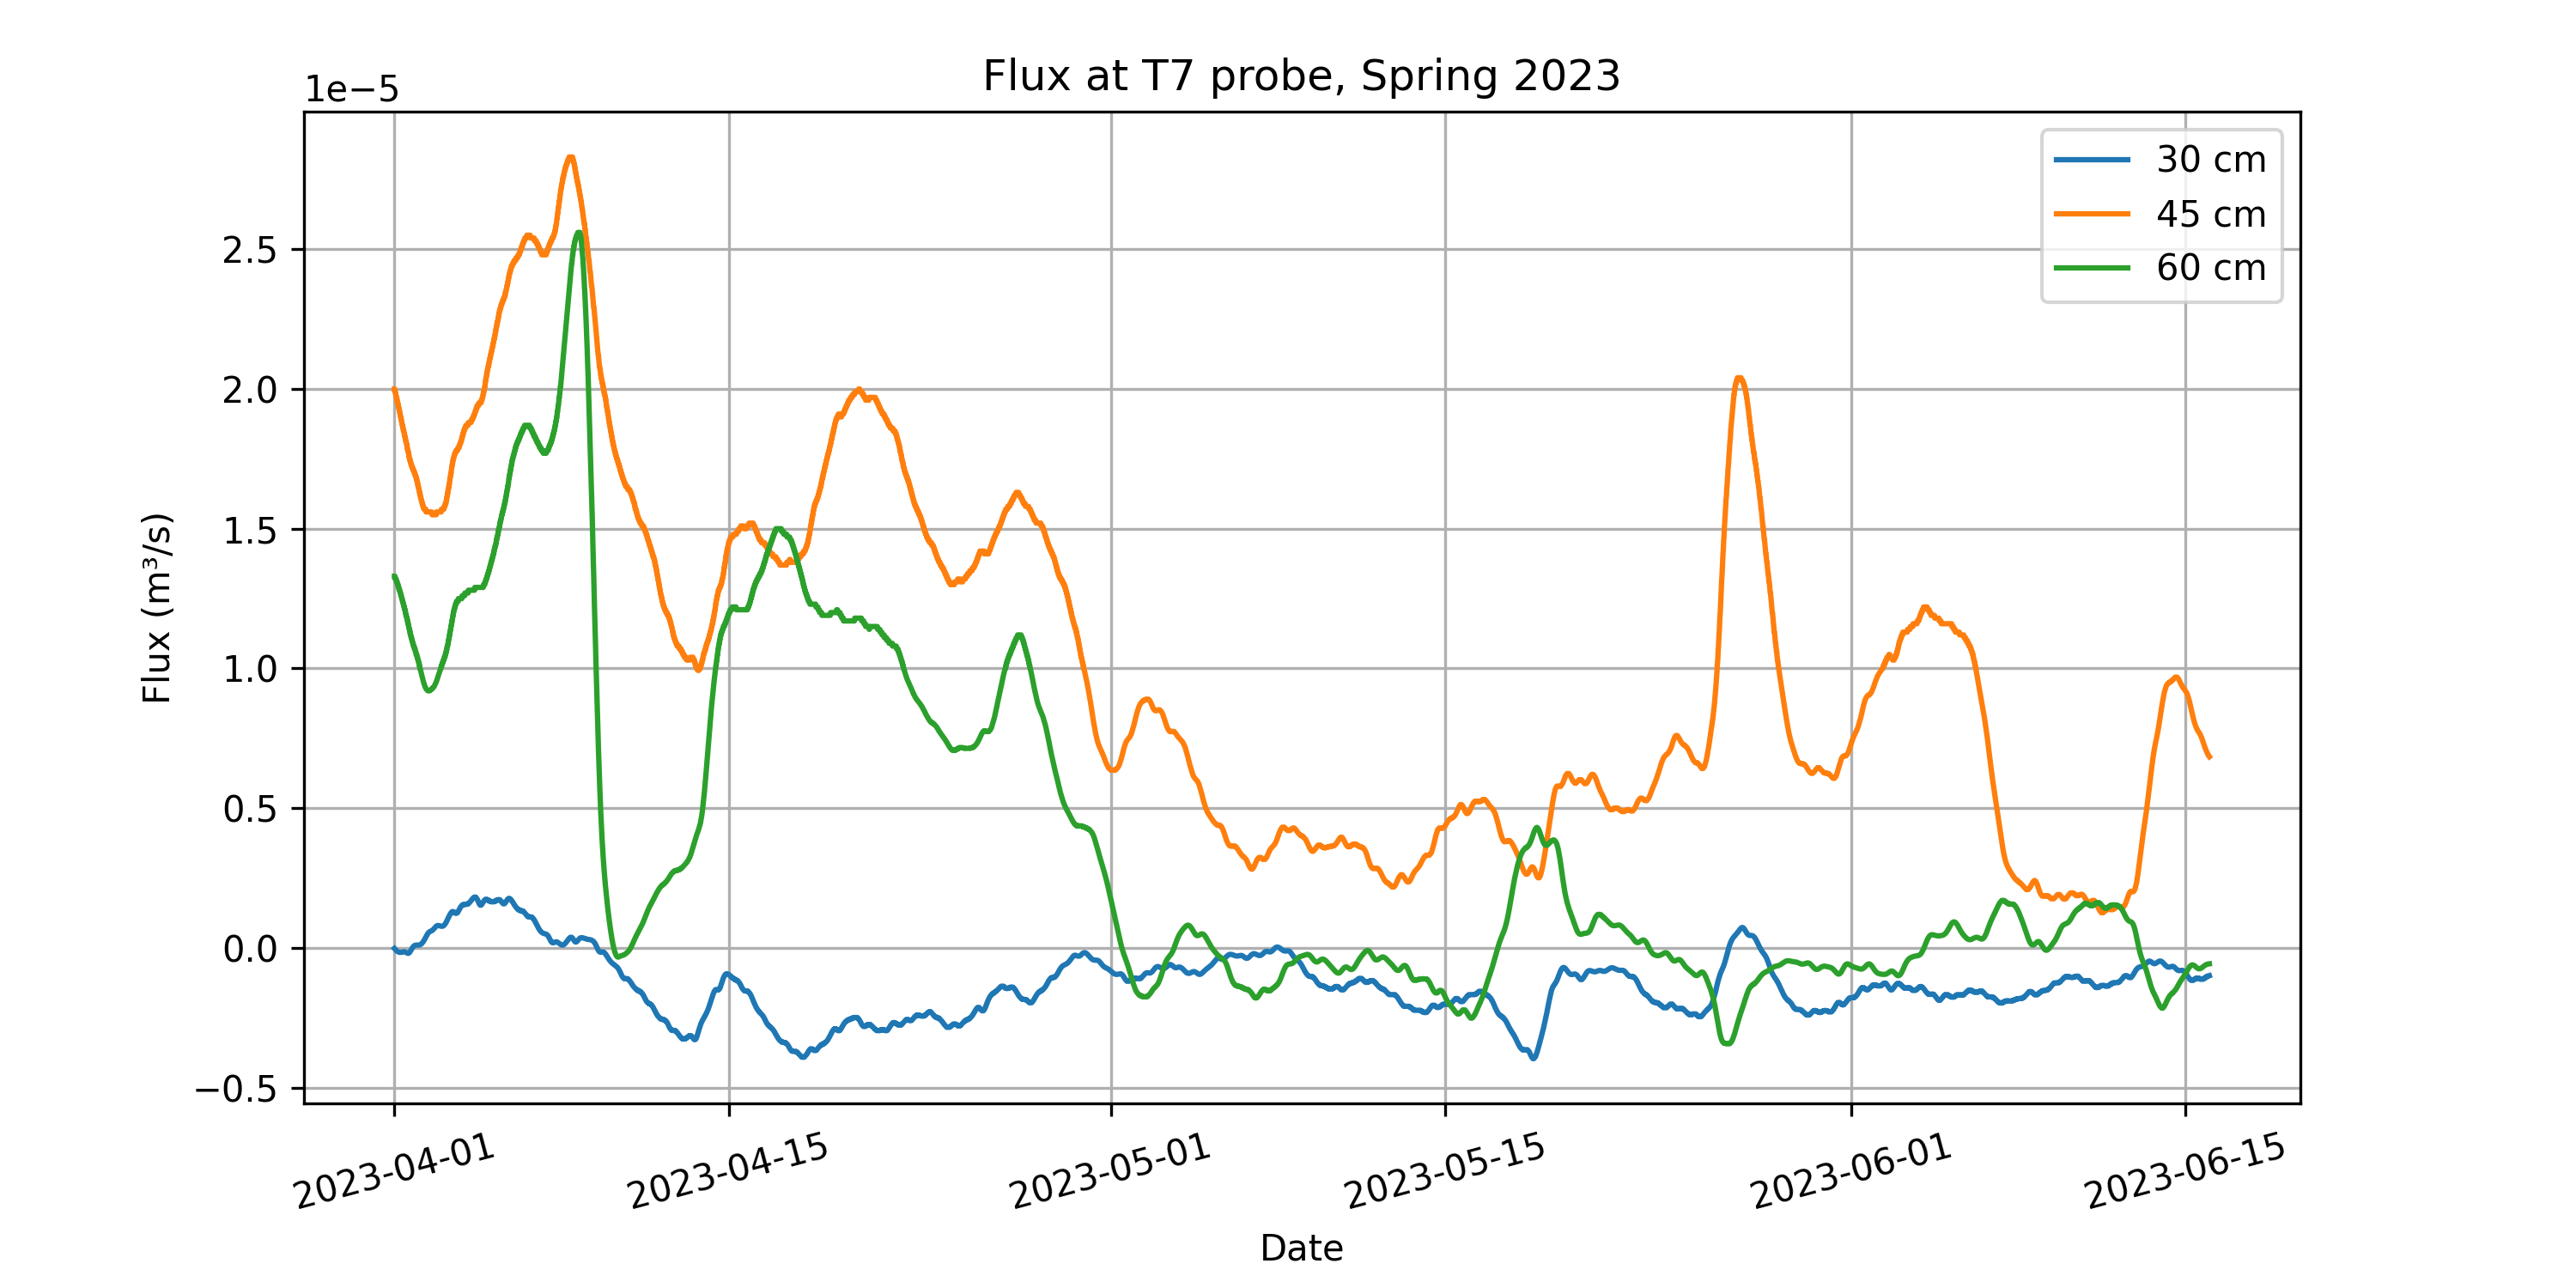 Flux at T7 probe, Spring 2023
1e−5
30 cm
45 cm
60 cm
2.5
2.0
1.5
1.0
0.5
0.0
−0.5
Flux (m³/s)
2023-04-01
2023-04-15
2023-05-01
2023-05-15
2023-06-01
2023-06-15
Date